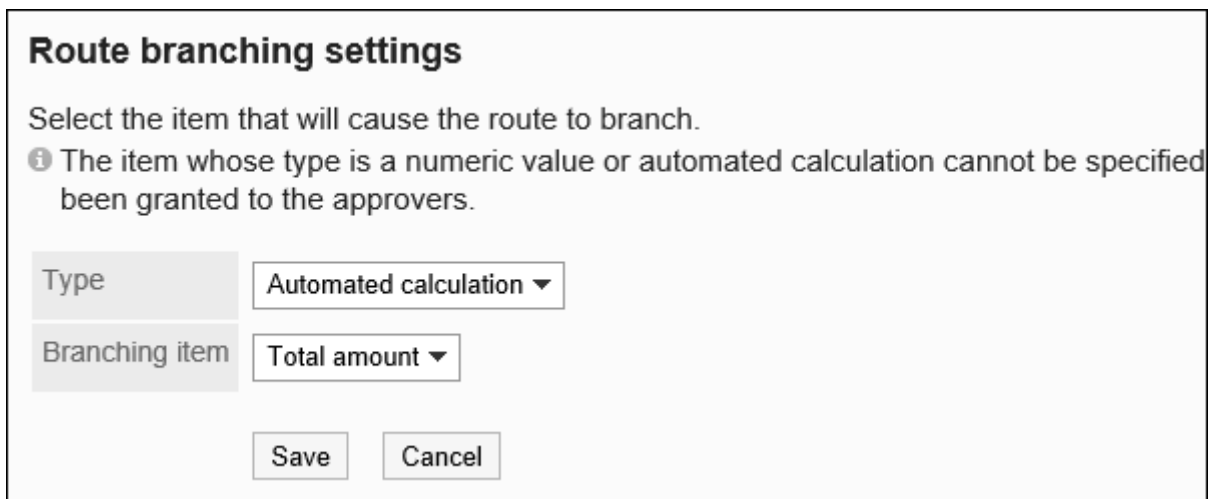 Route branching settings
Select the item that will cause the route to branch.
The item whose type is a numeric value or automated calculation cannot be specified
been granted to the approvers.
Type Automated calculation
Branching item Total amount
Save Cancel